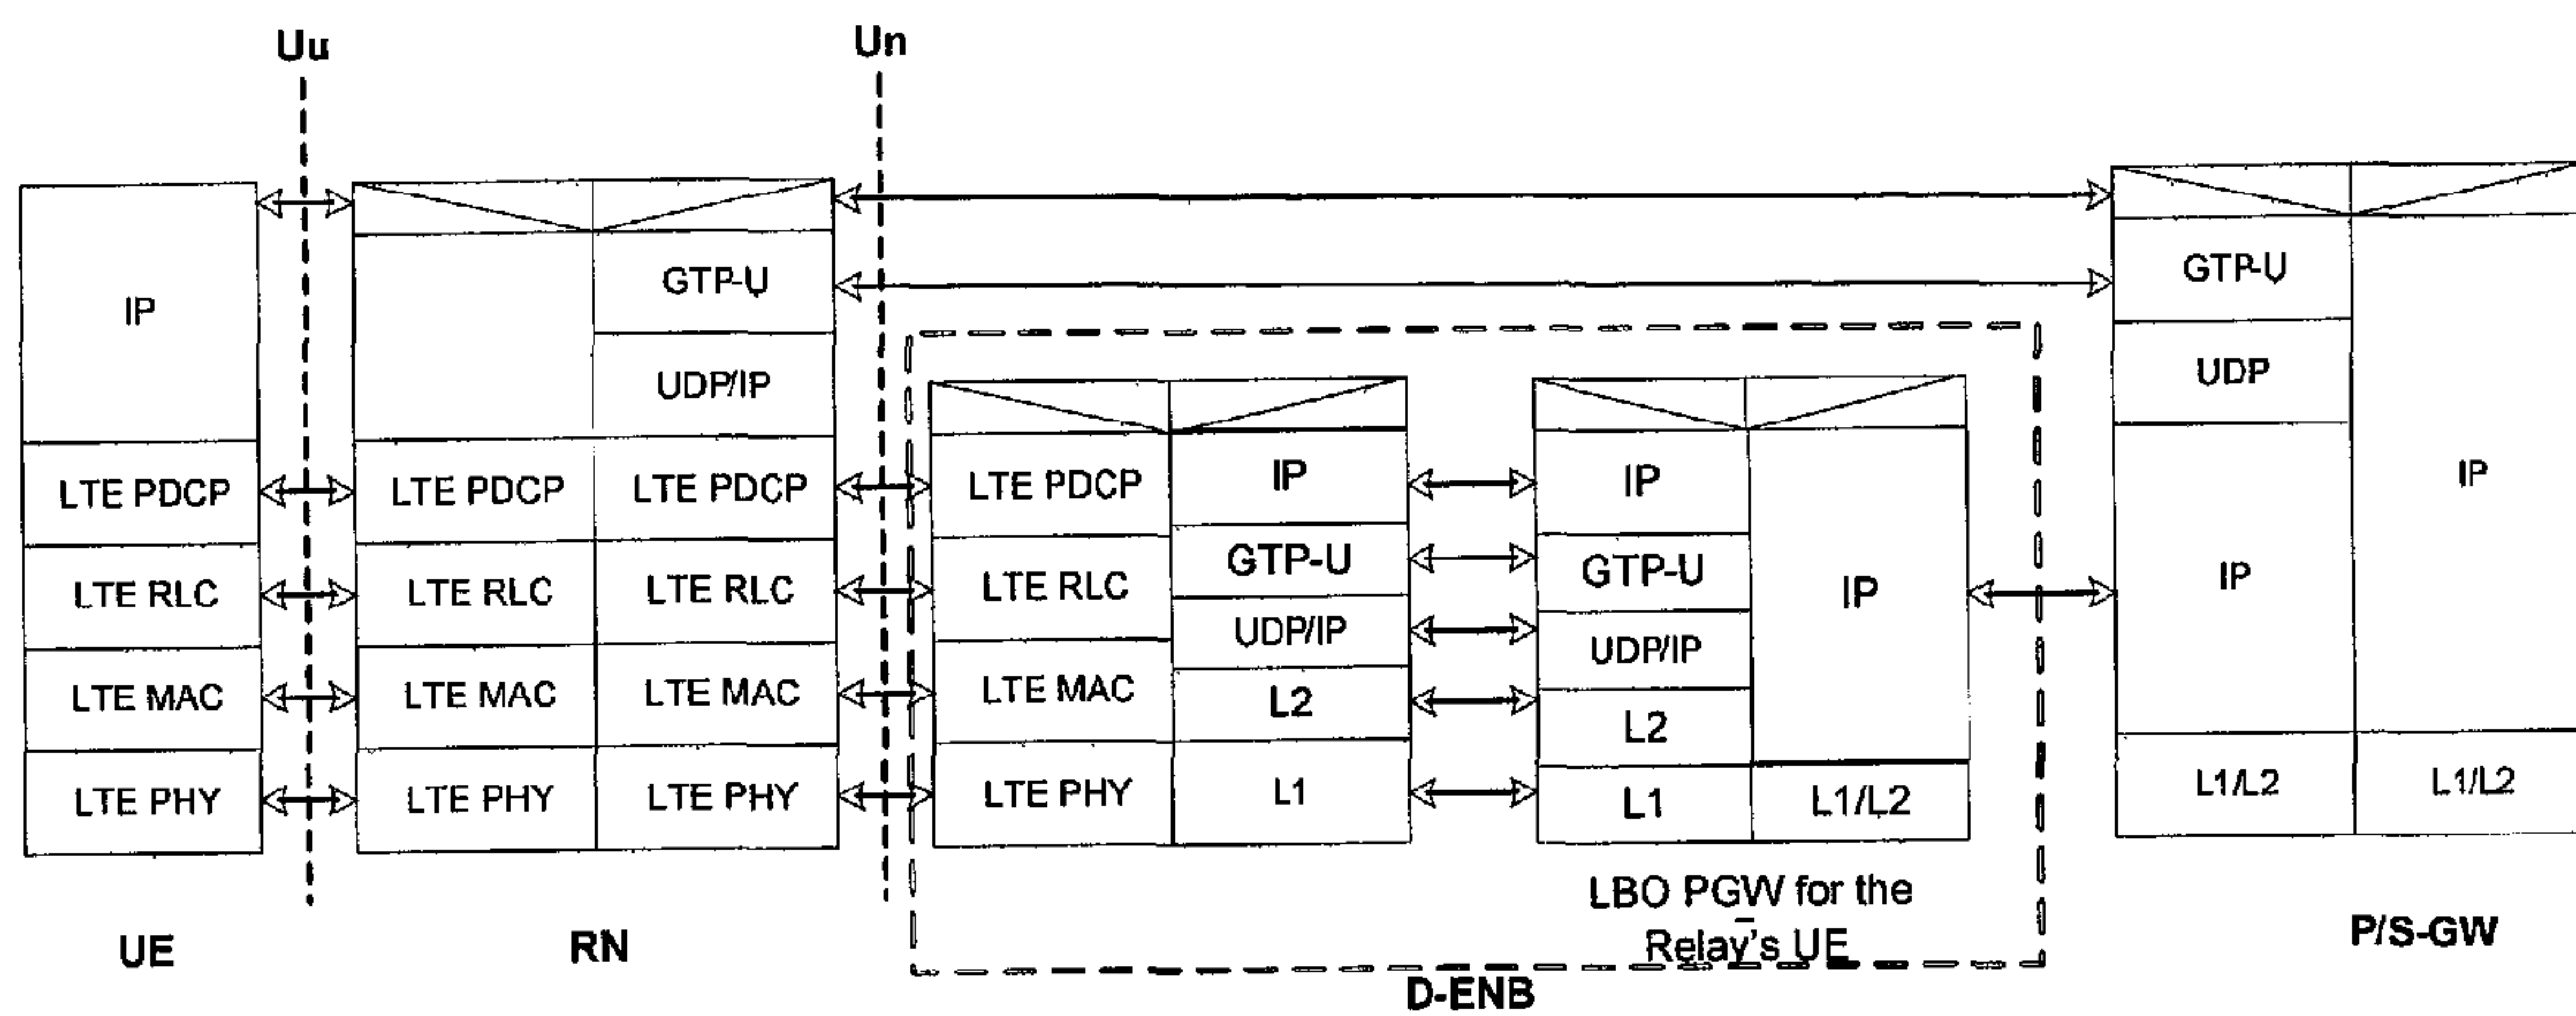 Uu
Un
IP
LTE PDCP
LTE RLC
LTE MAC
LTE PHY
UE
LTE PDCP
LTE RLC
LTE MAC
LTE PHY
GTP-U
UDP/IP
LTE PDCP
LTE RLC
LTE MAC
LTE PHY
RN
LTE PDCP
LTE RLC
LTE MAC
LTE PHY
IP
GTP-U
UDP/IP
L2
L1
IP
GTP-U
UDP/IP
L2
L1
IP
L1/L2
LBO PGW for the
Relay's UE
D-ENB
GTP-U
UDP
IP
L1/L2
IP
L1/L2
P/S-GW